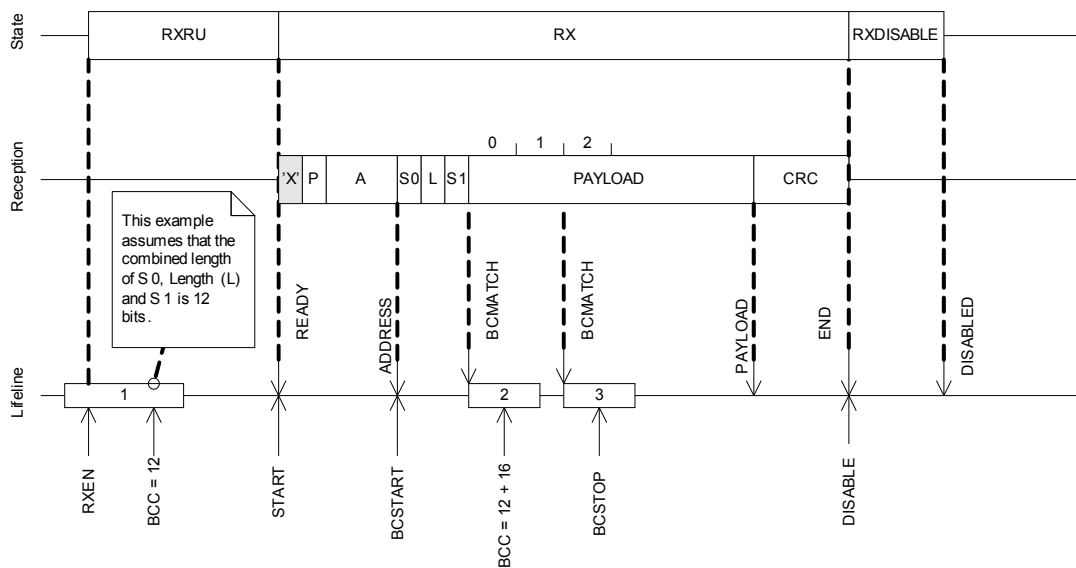 State
RXRU
RX
RXDISABLE
Reception
0 1 2
'X' P A S0 L S1 PAYLOAD CRC
This example
assumes that the
combined length
of S0, Length (L)
and S1 is 12
bits.
READY
ADDRESS
BCMATCH
BCMATCH
PAYLOAD
END
DISABLED
Lifeline
1
2
3
RXEN
BCC = 12
START
BCSTART
BCC = 12 + 16
BCSTOP
DISABLE